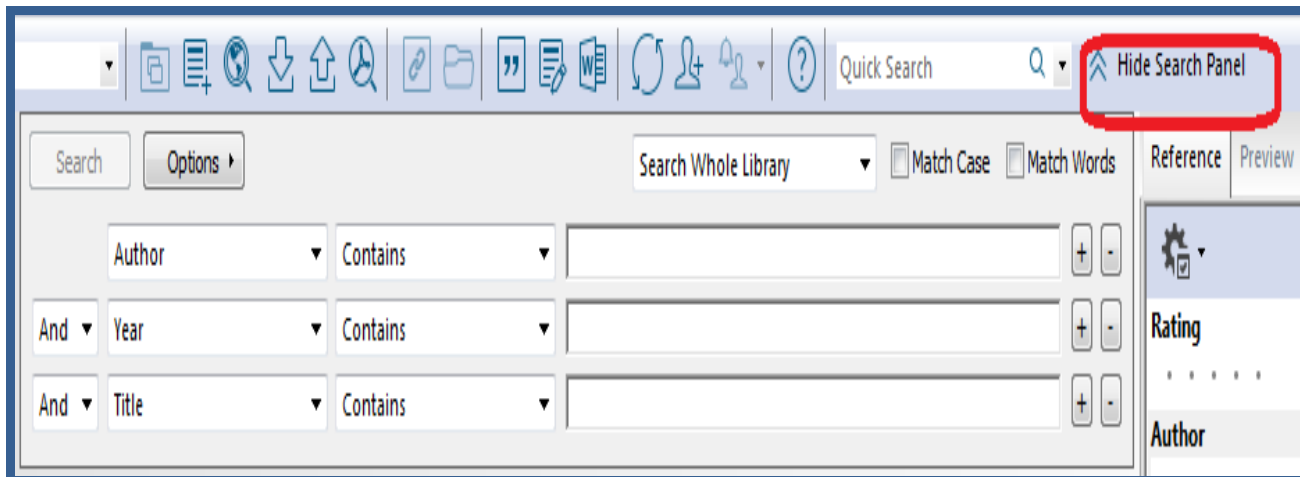 Quick Search Hide Search Panel
Search Options Search Whole Library Match Case Match Words Reference Preview
Author Contains + -
And Year Contains + - Rating
And Title Contains + -
Author